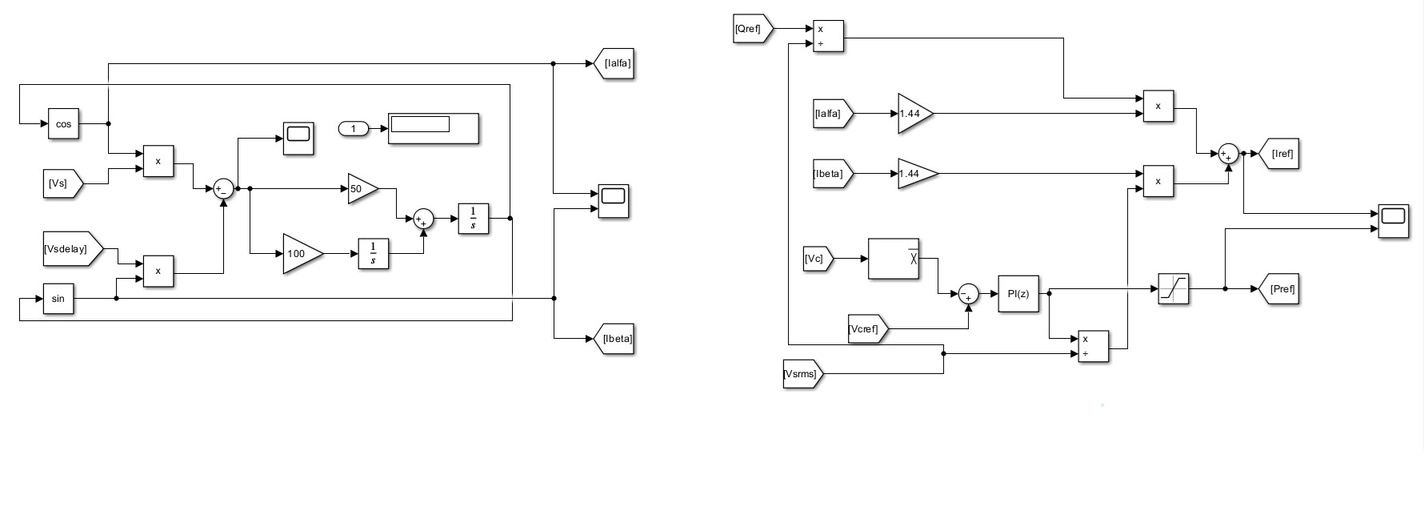 [Ialfa]
cos
x
[Vs]
1
+
−
50
+
+
1
s
100
1
s
[Vsdelay]
x
sin
[Ibeta]
[Qref]
x
÷
[Ialfa]
1.44
x
[Ibeta]
1.44
x
+
+
[Iref]
[Vc]
x
−
+
PI(z)
[Vcref]
[Pref]
x
÷
[Vsrms]